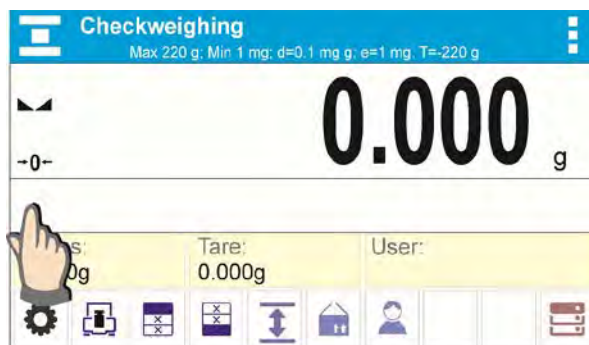 Checkweighing
Max 220 g; Min 1 mg; d=0.1 mg g; e=1 mg; T=-220 g
0.000 g
→0←
Tare: User:
0.000g